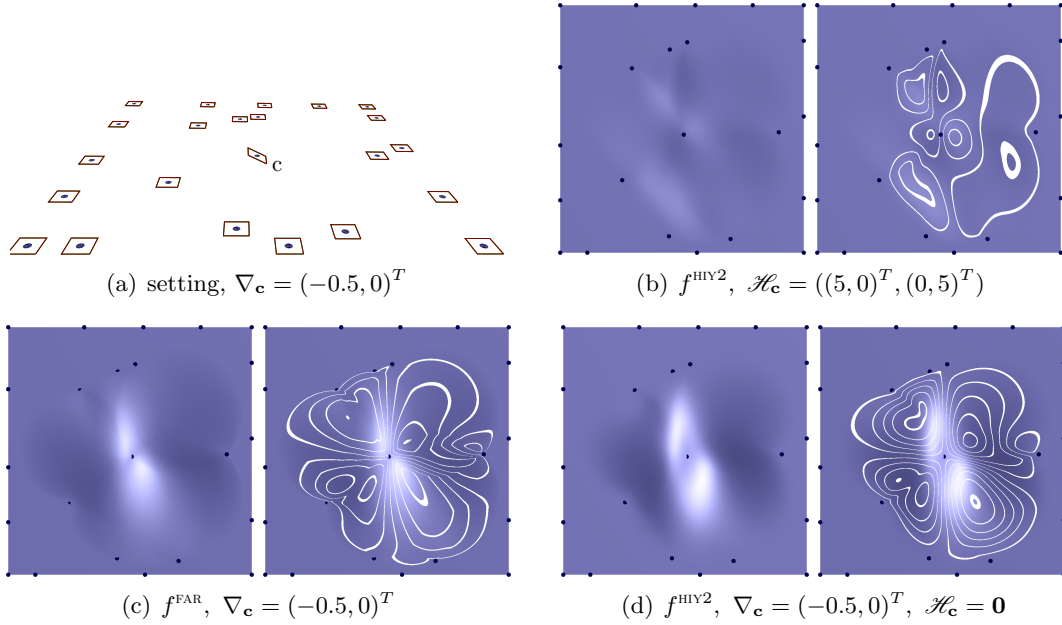 c
(a) setting, ∇c = (−0.5, 0)^T
(b) f^HIY2, ℋc = ((5, 0)^T, (0, 5)^T)
(c) f^FAR, ∇c = (−0.5, 0)^T
(d) f^HIY2, ∇c = (−0.5, 0)^T, ℋc = 0